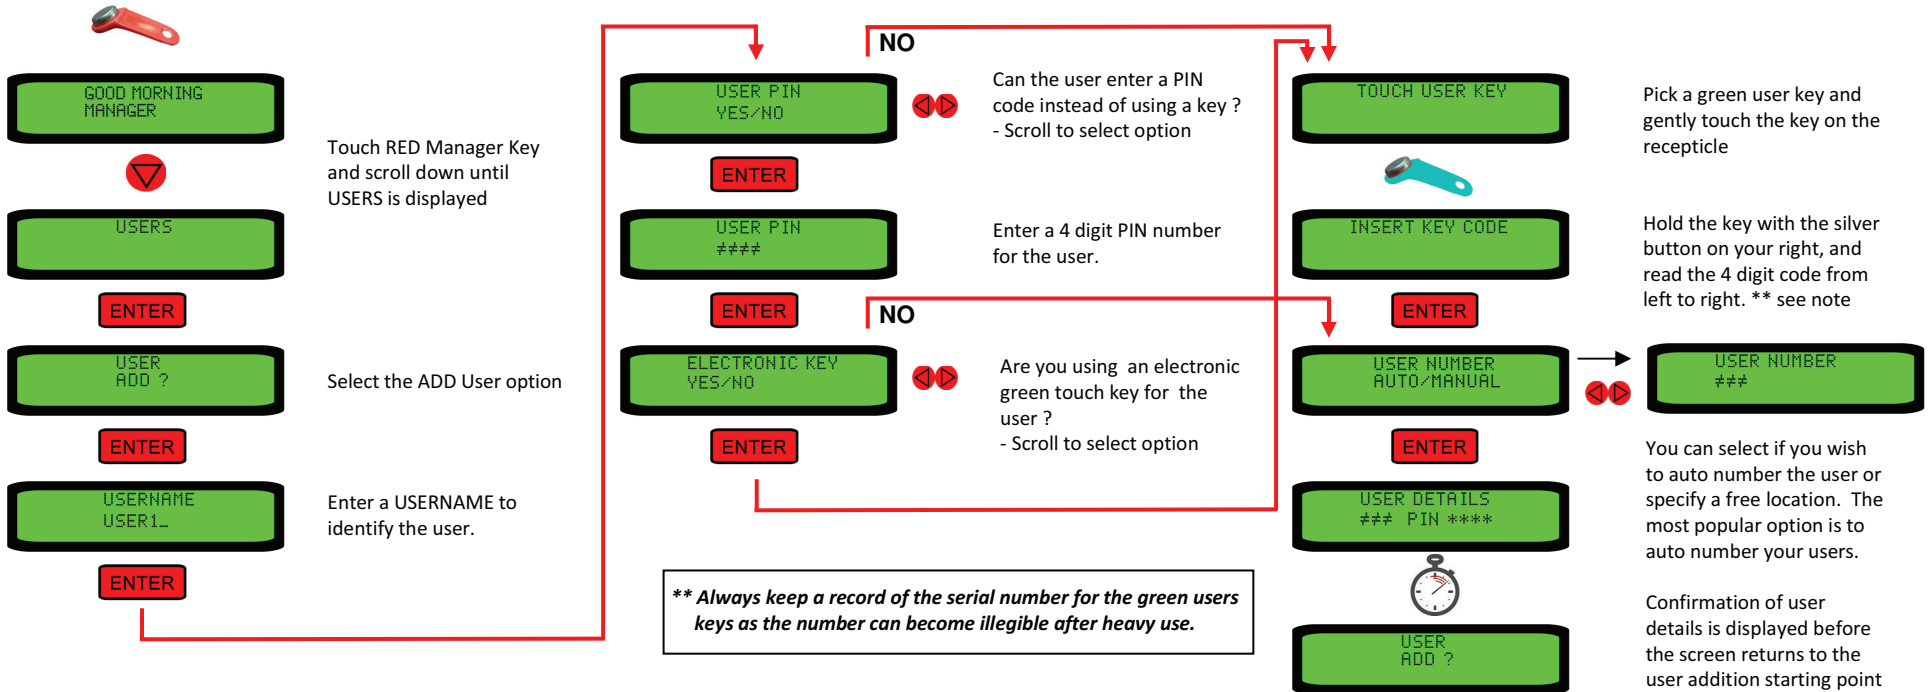 GOOD MORNING
MANAGER
Touch RED Manager Key
and scroll down until
USERS is displayed
USERS
ENTER
USER
ADD ?
Select the ADD User option
ENTER
USERNAME
USER1_
Enter a USERNAME to
identify the user.
ENTER
NO
USER PIN
YES/NO
Can the user enter a PIN
code instead of using a key ?
- Scroll to select option
ENTER
USER PIN
≠≠≠≠
Enter a 4 digit PIN number
for the user.
ENTER
NO
ELECTRONIC KEY
YES/NO
Are you using  an electronic
green touch key for  the
user ?
- Scroll to select option
ENTER
** Always keep a record of the serial number for the green users
keys as the number can become illegible after heavy use.
TOUCH USER KEY
Pick a green user key and
gently touch the key on the
recepticle
INSERT KEY CODE
Hold the key with the silver
button on your right, and
read the 4 digit code from
left to right. ** see note
ENTER
USER NUMBER
AUTO/MANUAL
USER NUMBER
≠≠≠
ENTER
You can select if you wish
to auto number the user or
specify a free location.  The
most popular option is to
auto number your users.
USER DETAILS
≠≠≠ PIN ****
Confirmation of user
details is displayed before
the screen returns to the
user addition starting point
USER
ADD ?